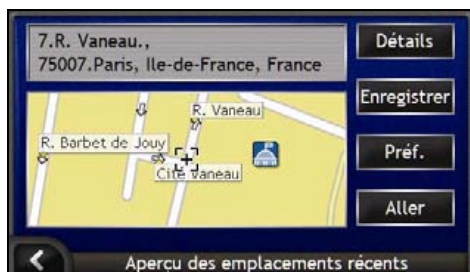 7.R. Vaneau.,
75007.Paris, Ile-de-France, France
Détails
Enregistrer
R. Vaneau
R. Barbet de Jouy
Cité Vaneau
Préf.
Aller
Aperçu des emplacements récents